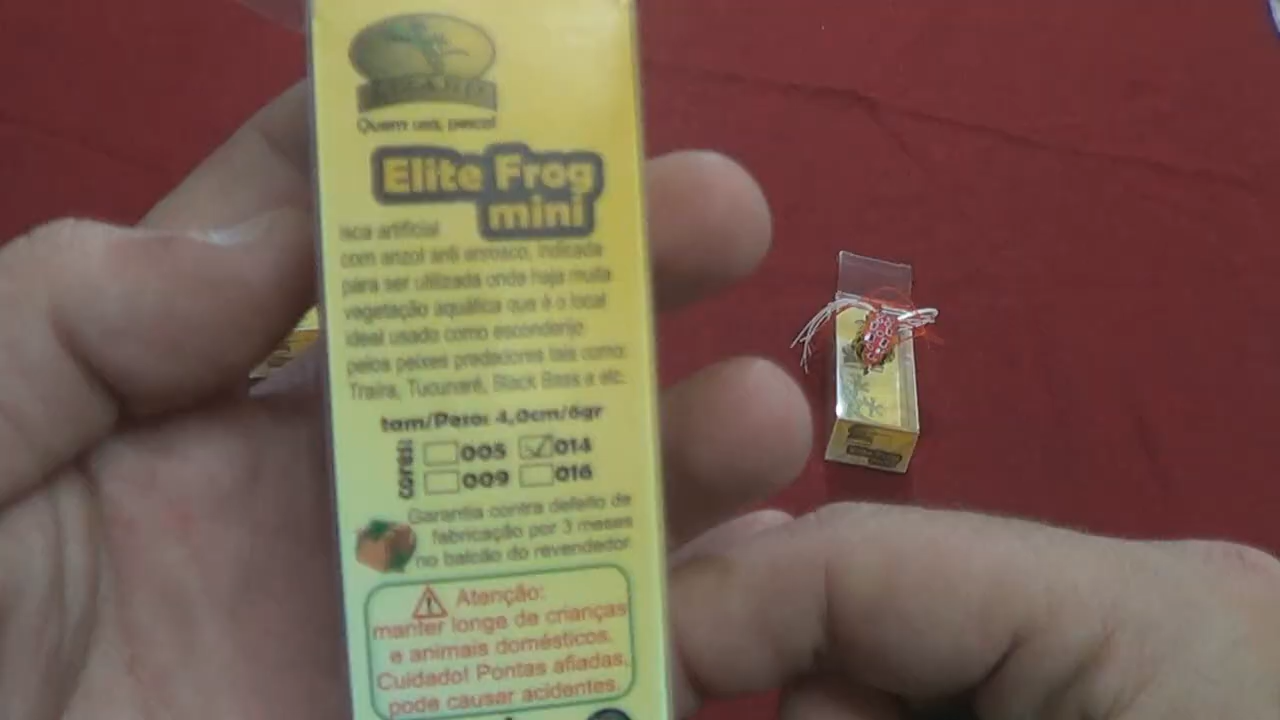 Quem usa, pesca!
Elite Frog
mini
Isca artificial
com anzol anti enrosco, indicada
para ser utilizada onde haja muita
vegetação aquática que é o local
ideal usado como esconderijo
pelos peixes predadores tais como:
Traíra, Tucunaré, Black Bass e etc.
tam/Peso: 4,0cm/6gr
cores:
005 014
009 016
Garantia contra defeito de
fabricação por 3 meses
no balcão do revendedor.
Atenção:
manter longe de crianças
e animais domésticos.
Cuidado! Pontas afiadas,
pode causar acidentes.
Elite Frog